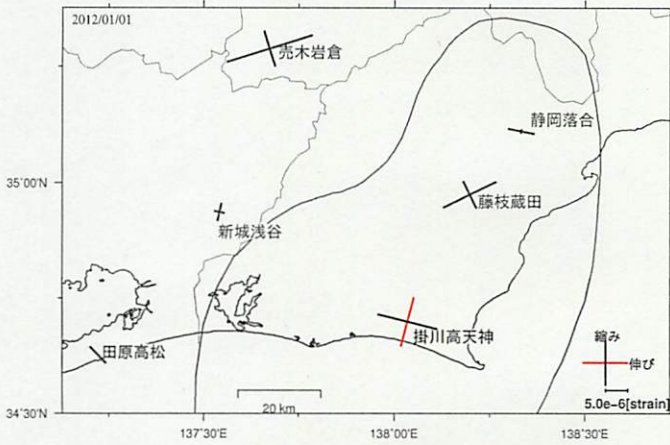 2012/01/01
売木岩倉
静岡落合
35°00'N
藤枝蔵田
新城浅谷
掛川高天神
田原高松
縮み
伸び
5.0e-6[strain]
20 km
34°30'N
137°30'E
138°00'E
138°30'E